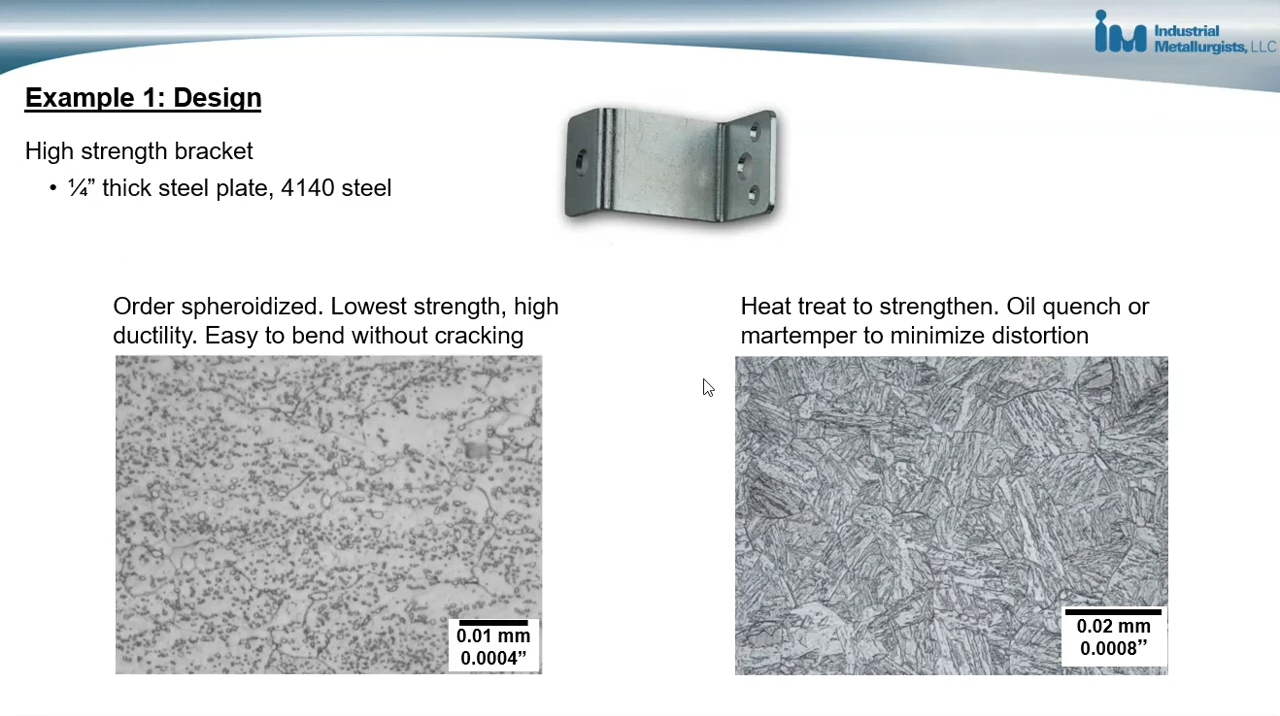 Industrial
Metallurgists, LLC
Example 1: Design
High strength bracket
• ¼” thick steel plate, 4140 steel
Order spheroidized. Lowest strength, high
ductility. Easy to bend without cracking
Heat treat to strengthen. Oil quench or
martemper to minimize distortion
0.01 mm
0.0004”
0.02 mm
0.0008”